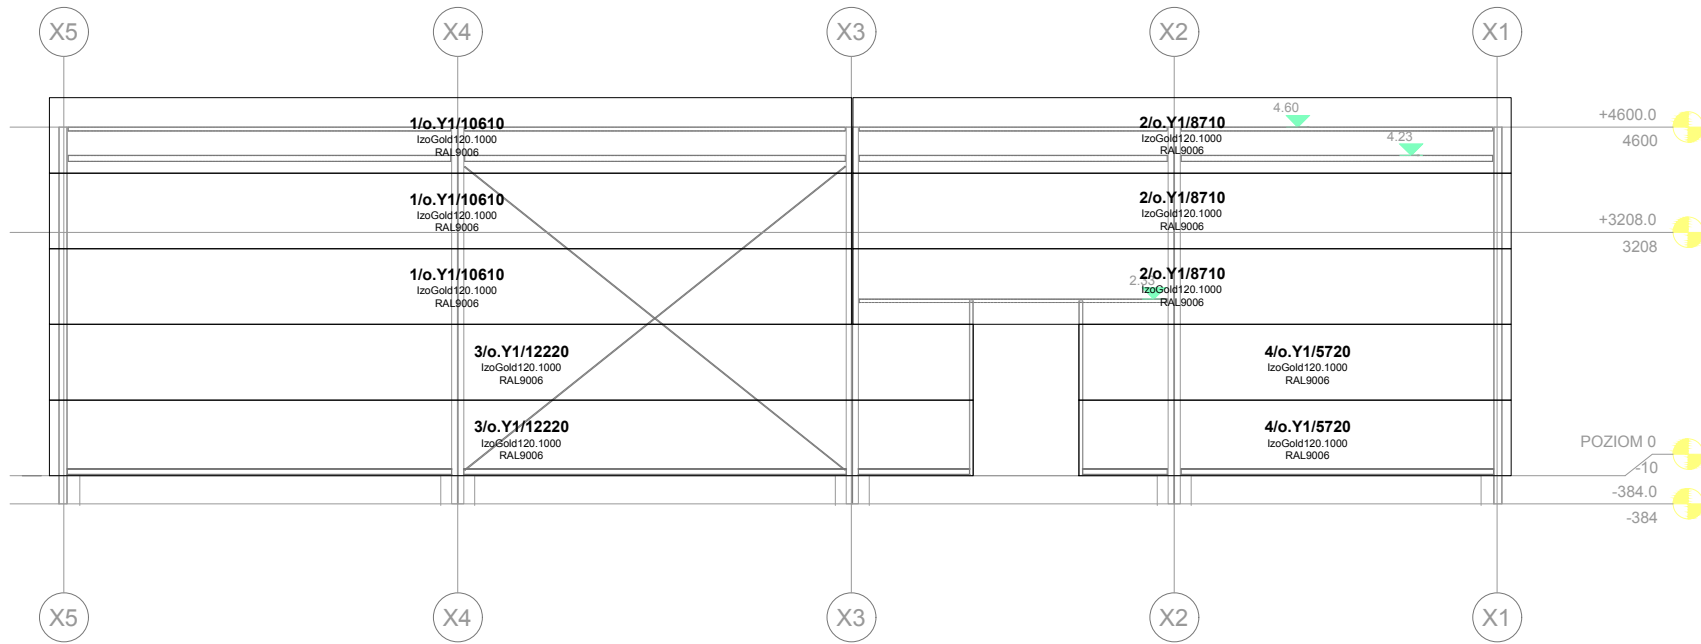 X5 X4 X3 X2 X1
4.60
+4600.0
4600
4.23
1/o.Y1/10610
IzoGold120.1000
RAL9006
2/o.Y1/8710
IzoGold120.1000
RAL9006
1/o.Y1/10610
IzoGold120.1000
RAL9006
2/o.Y1/8710
IzoGold120.1000
RAL9006
+3208.0
3208
1/o.Y1/10610
IzoGold120.1000
RAL9006
2.33
2/o.Y1/8710
IzoGold120.1000
RAL9006
3/o.Y1/12220
IzoGold120.1000
RAL9006
4/o.Y1/5720
IzoGold120.1000
RAL9006
3/o.Y1/12220
IzoGold120.1000
RAL9006
4/o.Y1/5720
IzoGold120.1000
RAL9006
POZIOM 0
-10
-384.0
-384
X5 X4 X3 X2 X1